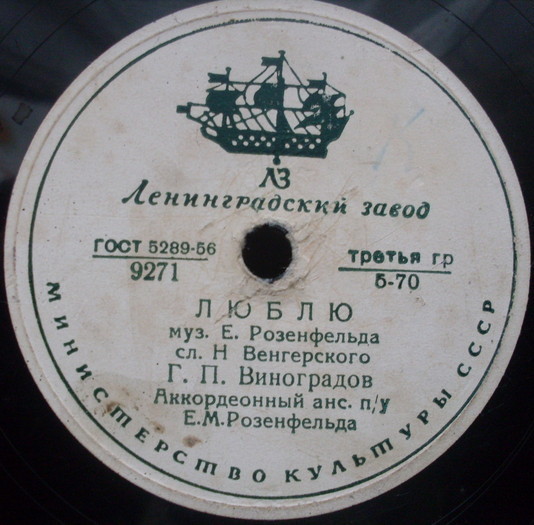 ЛЗ
Ленинградский завод
ГОСТ 5289-56
9271
третья гр
5-70
ЛЮБЛЮ
муз. Е. Розенфельда
сл. Н Венгерского
Г. П. Виноградов
Аккордеонный анс. п/у
Е.М.Розенфельда
МИНИСТЕРСТВО КУЛЬТУРЫ СССР